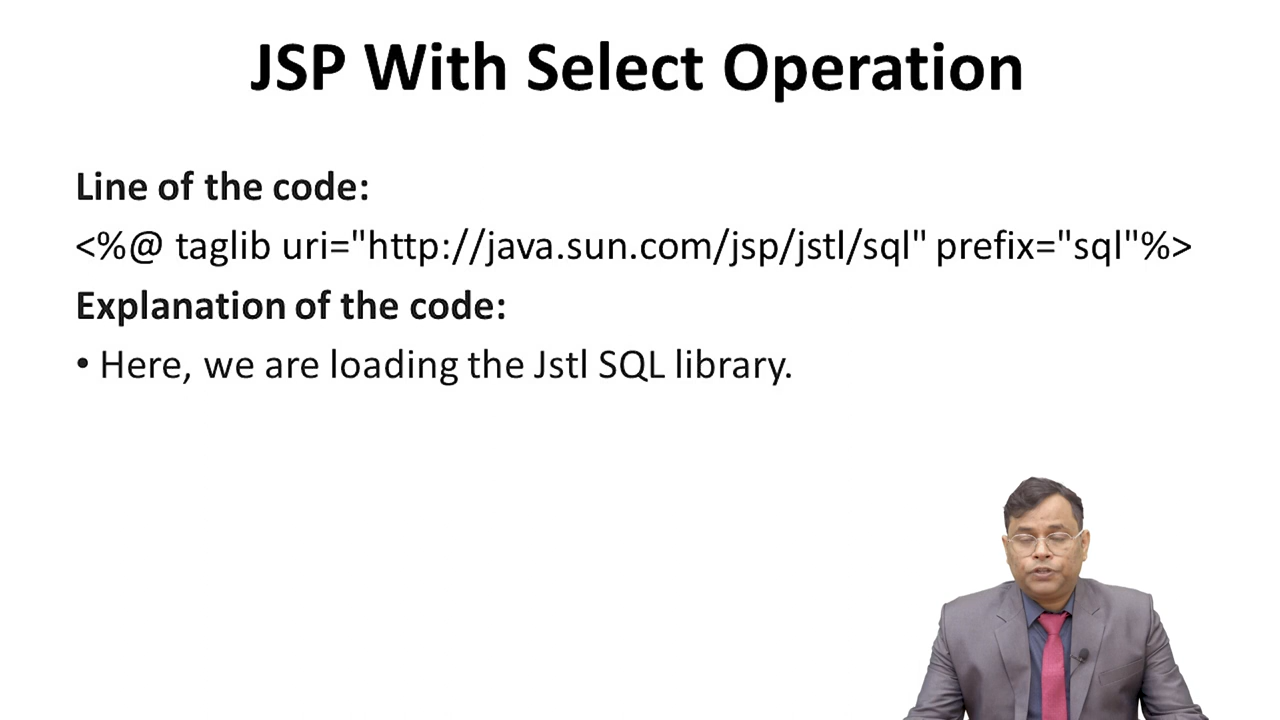 JSP With Select Operation
Line of the code:
<%@ taglib uri="http://java.sun.com/jsp/jstl/sql" prefix="sql"%>
Explanation of the code:
• Here, we are loading the Jstl SQL library.